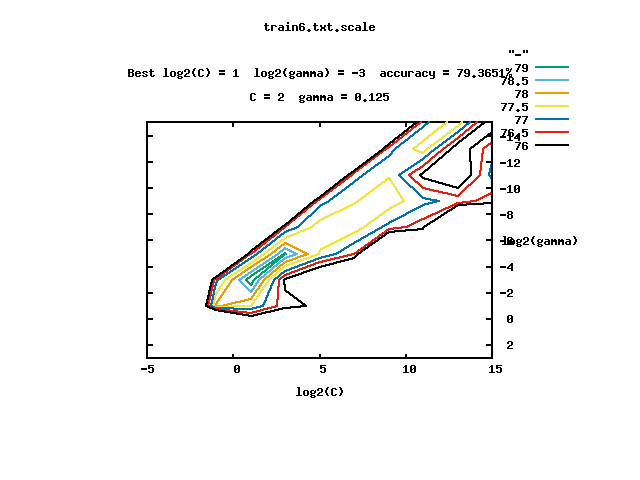 train6.txt.scale
"-"
Best log2(C) = 1  log2(gamma) = -3  accuracy = 79.3651%
C = 2  gamma = 0.125
79
78.5
78
77.5
77
76.5
76
-14
-12
-10
-8
-6
-4
-2
0
2
log2(gamma)
-5 0 5 10 15
log2(C)